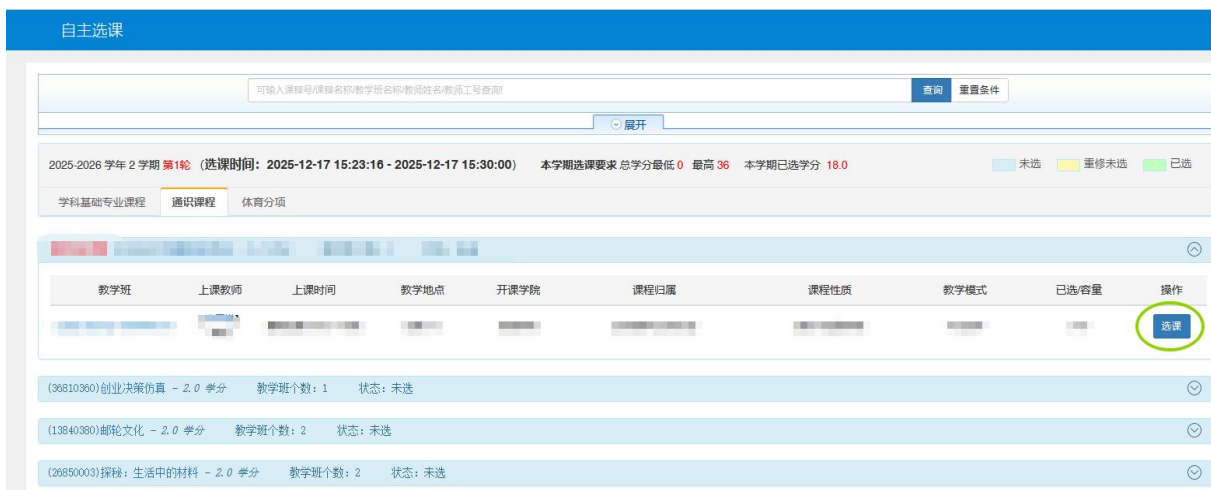 自主选课
可输入课程号/课程名称/教学班名称/教师姓名/教师工号查询!
查询 重置条件
展开
2025-2026 学年 2 学期 第1轮 (选课时间: 2025-12-17 15:23:16 - 2025-12-17 15:30:00) 本学期选课要求 总学分最低 0 最高 36 本学期已选学分 18.0 未选 重修未选 已选
学科基础专业课程 通识课程 体育分项
教学班 上课教师 上课时间 教学地点 开课学院 课程归属 课程性质 教学模式 已选/容量 操作
选课
(36810360)创业决策仿真 - 2.0 学分 教学班个数: 1 状态: 未选
(13840380)邮轮文化 - 2.0 学分 教学班个数: 2 状态: 未选
(26850003)探秘: 生活中的材料 - 2.0 学分 教学班个数: 2 状态: 未选